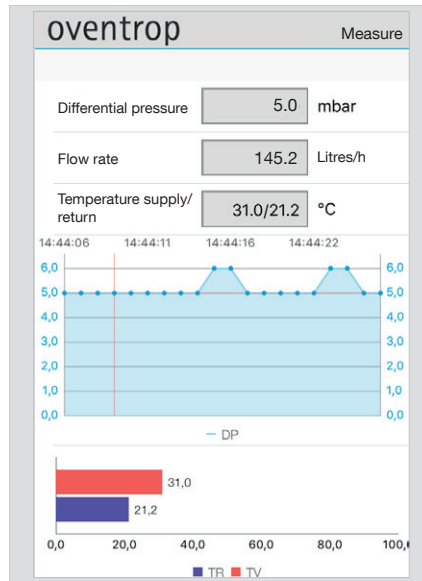 oventrop
Measure
Differential pressure 5.0 mbar
Flow rate 145.2 Litres/h
Temperature supply/
return 31.0/21.2 °C
14:44:06 14:44:11 14:44:16 14:44:22
6,0 6,0
5,0 5,0
4,0 4,0
3,0 3,0
2,0 2,0
1,0 1,0
0,0 0,0
DP
31,0
21,2
0,0 20,0 40,0 60,0 80,0 100,
TR TV